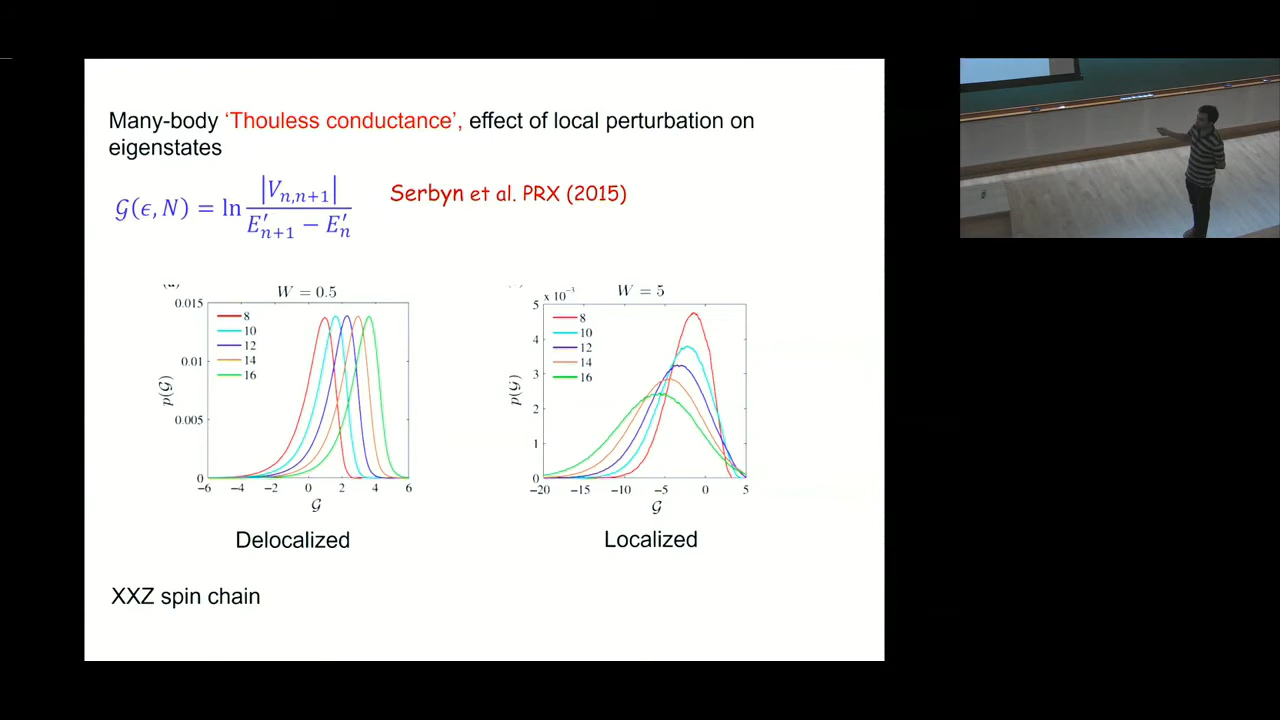 Many-body ‘Thouless conductance’, effect of local perturbation on
eigenstates
𝒢(ϵ, N) = ln |V_{n,n+1}| / (E'_{n+1} − E'_n)
Serbyn et al. PRX (2015)
W = 0.5
0.015
0.01
0.005
0
8
10
12
14
16
p(𝒢)
−6 −4 −2 0 2 4 6
𝒢
Delocalized
x 10⁻³
W = 5
5
4
3
2
1
0
8
10
12
14
16
p(𝒢)
−20 −15 −10 −5 0 5
𝒢
Localized
XXZ spin chain